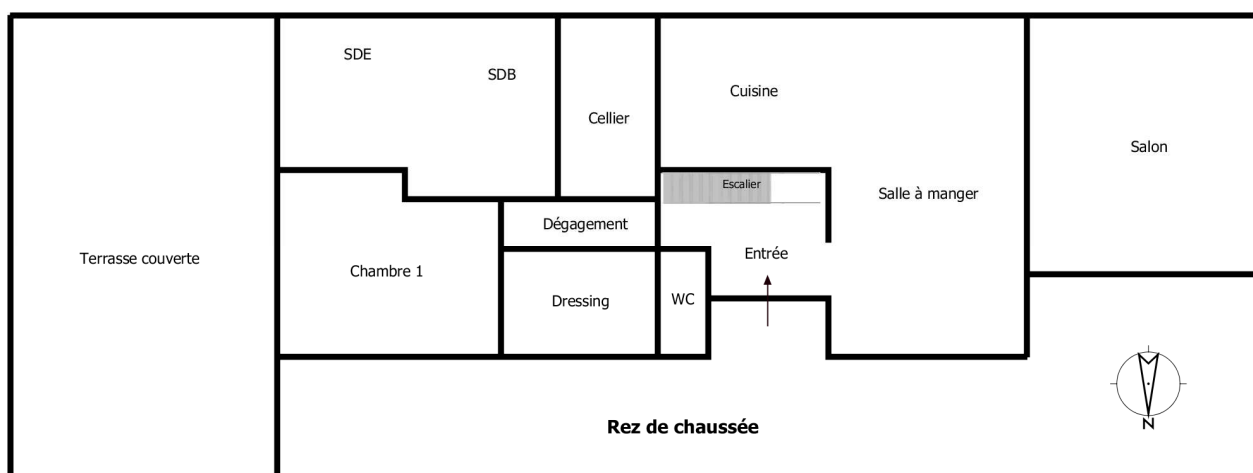 SDE
SDB
Cellier
Cuisine
Salon
Escalier
Salle à manger
Dégagement
Terrasse couverte
Chambre 1
Entrée
Dressing
WC
Rez de chaussée
N